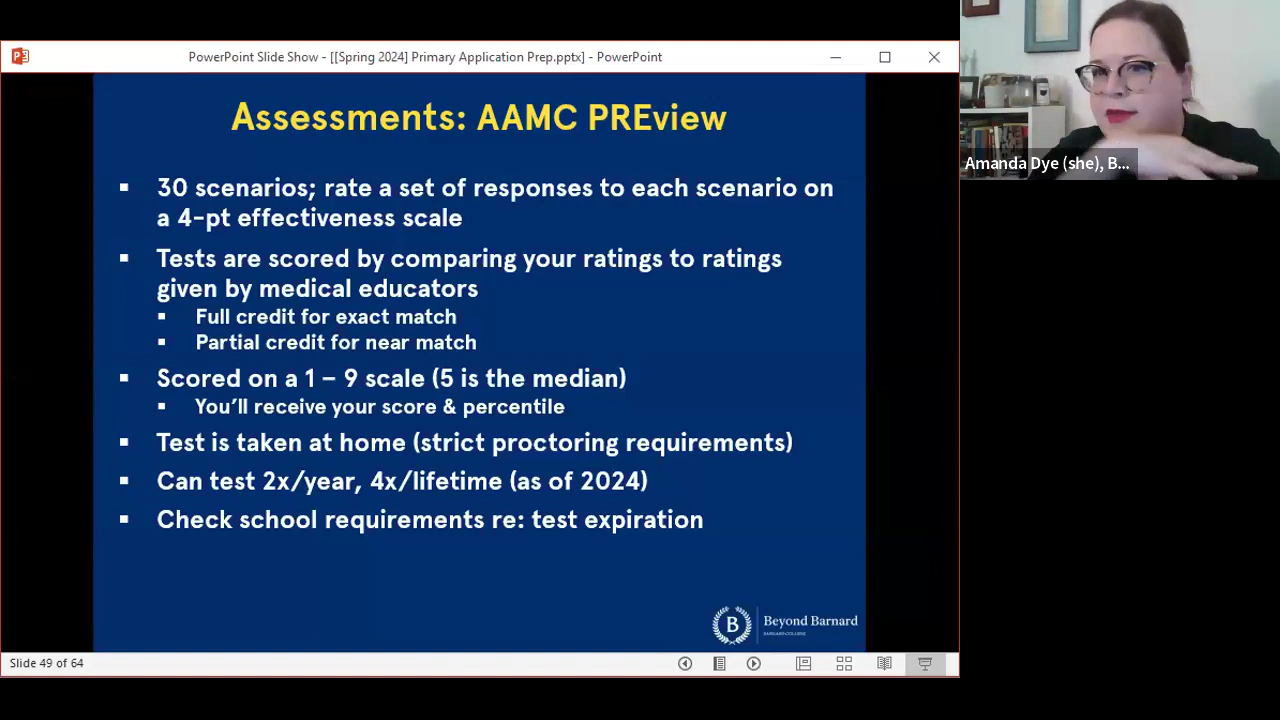 PowerPoint Slide Show - [[Spring 2024] Primary Application Prep.pptx] - PowerPoint
Assessments: AAMC PREview
▪ 30 scenarios; rate a set of responses to each scenario on
a 4-pt effectiveness scale
▪ Tests are scored by comparing your ratings to ratings
given by medical educators
▪ Full credit for exact match
▪ Partial credit for near match
▪ Scored on a 1 – 9 scale (5 is the median)
▪ You’ll receive your score & percentile
▪ Test is taken at home (strict proctoring requirements)
▪ Can test 2x/year, 4x/lifetime (as of 2024)
▪ Check school requirements re: test expiration
B
Beyond Barnard
BARNARD COLLEGE
Slide 49 of 64
Amanda Dye (she), B...